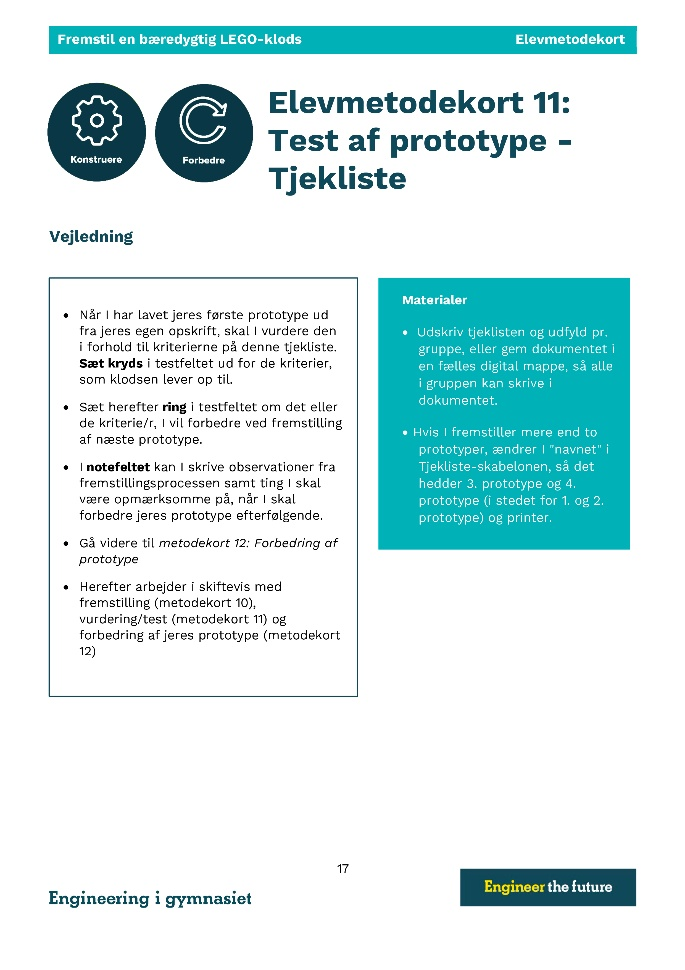 Fremstil en bæredygtig LEGO-klods
Elevmetodekort
Konstruere
Forbedre
Elevmetodekort 11:
Test af prototype -
Tjekliste
Vejledning
• Når I har lavet jeres første prototype ud
fra jeres egen opskrift, skal I vurdere den
i forhold til kriterierne på denne tjekliste.
Sæt kryds i testfeltet ud for de kriterier,
som klodsen lever op til.
• Sæt herefter ring i testfeltet om det eller
de kriterie/r, I vil forbedre ved fremstilling
af næste prototype.
• I notefeltet kan I skrive observationer fra
fremstillingsprocessen samt ting I skal
være opmærksomme på, når I skal
forbedre jeres prototype efterfølgende.
• Gå videre til metodekort 12: Forbedring af
prototype
• Herefter arbejder i skiftevis med
fremstilling (metodekort 10),
vurdering/test (metodekort 11) og
forbedring af jeres prototype (metodekort
12)
Materialer
• Udskriv tjeklisten og udfyld pr.
gruppe, eller gem dokumentet i
en fælles digital mappe, så alle
i gruppen kan skrive i
dokumentet.
• Hvis I fremstiller mere end to
prototyper, ændrer I "navnet" i
Tjekliste-skabelonen, så det
hedder 3. prototype og 4.
prototype (i stedet for 1. og 2.
prototype) og printer.
17
Engineering i gymnasiet
Engineer the future